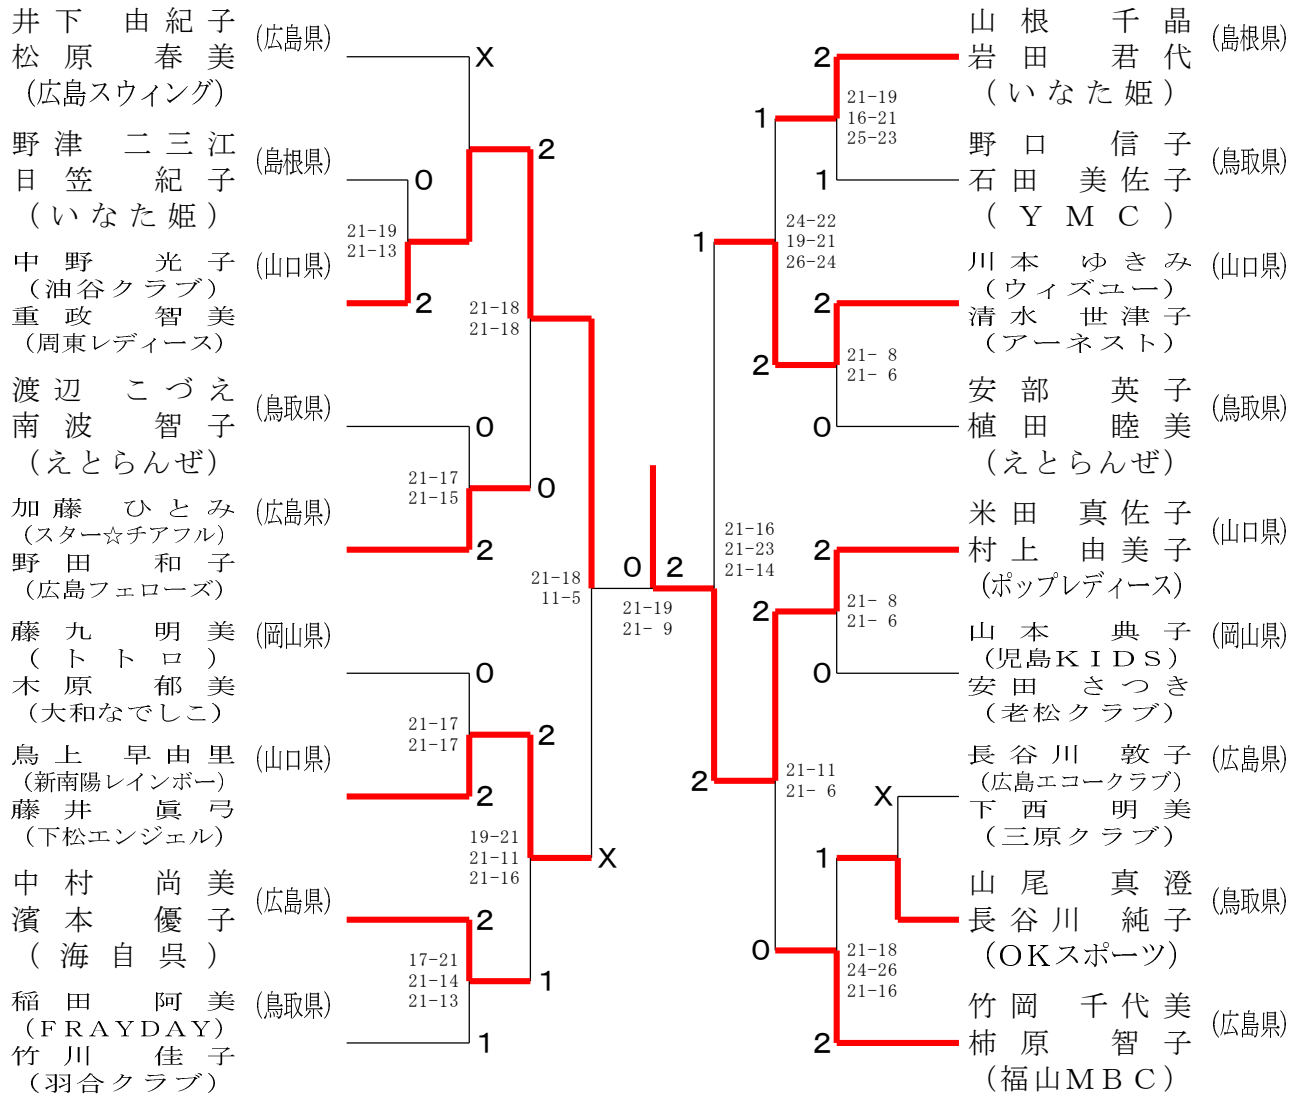 井下 由紀子
松原 春美
(広島スウィング)
(広島県)
野津 二三江
日笠 紀子
(いなた姫)
(島根県)
中野 光子
(油谷クラブ)
重政 智美
(周東レディース)
(山口県)
渡辺 こづえ
南波 智子
(えとらんぜ)
(鳥取県)
加藤 ひとみ
(スター☆チアフル)
野田 和子
(広島フェローズ)
(広島県)
藤九 明美
(トトロ)
木原 郁美
(大和なでしこ)
(岡山県)
鳥上 早由里
(新南陽レインボー)
藤井 眞弓
(下松エンジェル)
(山口県)
中村 尚美
濱本 優子
(海自呉)
(広島県)
稲田 阿美
(FRAYDAY)
竹川 佳子
(羽合クラブ)
(鳥取県)
X
0
21-19
21-13
2
2
21-18
21-18
0
21-17
21-15
2
0
0
21-17
21-17
2
2
19-21
21-11
21-16
2
17-21
21-14
21-13
1
1
21-18
11-5
X
0
2
21-19
21- 9
1
21-16
21-23
21-14
2
1
24-22
19-21
26-24
2
2
21-11
21- 6
0
2
21-19
16-21
25-23
1
2
21- 8
21- 6
0
2
21- 8
21- 6
0
X
1
21-18
24-26
21-16
2
山根 千晶
岩田 君代
(いなた姫)
(島根県)
野口 信子
石田 美佐子
(YMC)
(鳥取県)
川本 ゆきみ
(ウィズユー)
清水 世津子
(アーネスト)
(山口県)
安部 英子
植田 睦美
(えとらんぜ)
(鳥取県)
米田 真佐子
村上 由美子
(ポップレディース)
(山口県)
山本 典子
(児島KIDS)
安田 さつき
(老松クラブ)
(岡山県)
長谷川 敦子
(広島エコークラブ)
下西 明美
(三原クラブ)
(広島県)
山尾 真澄
長谷川 純子
(OKスポーツ)
(鳥取県)
竹岡 千代美
柿原 智子
(福山MBC)
(広島県)